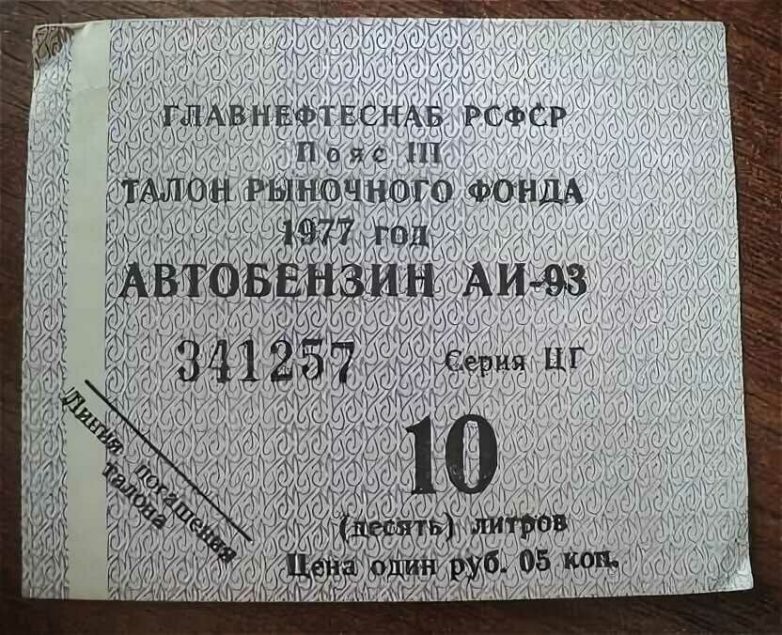 ГЛАВНЕФТЕСНАБ РСФСР
Пояс III
ТАЛОН РЫНОЧНОГО ФОНДА
1977 год
АВТОБЕНЗИН АИ-93
341257 Серия ЦГ
10
(десять) литров
Цена один руб. 05 коп.
Линия погашения
талона